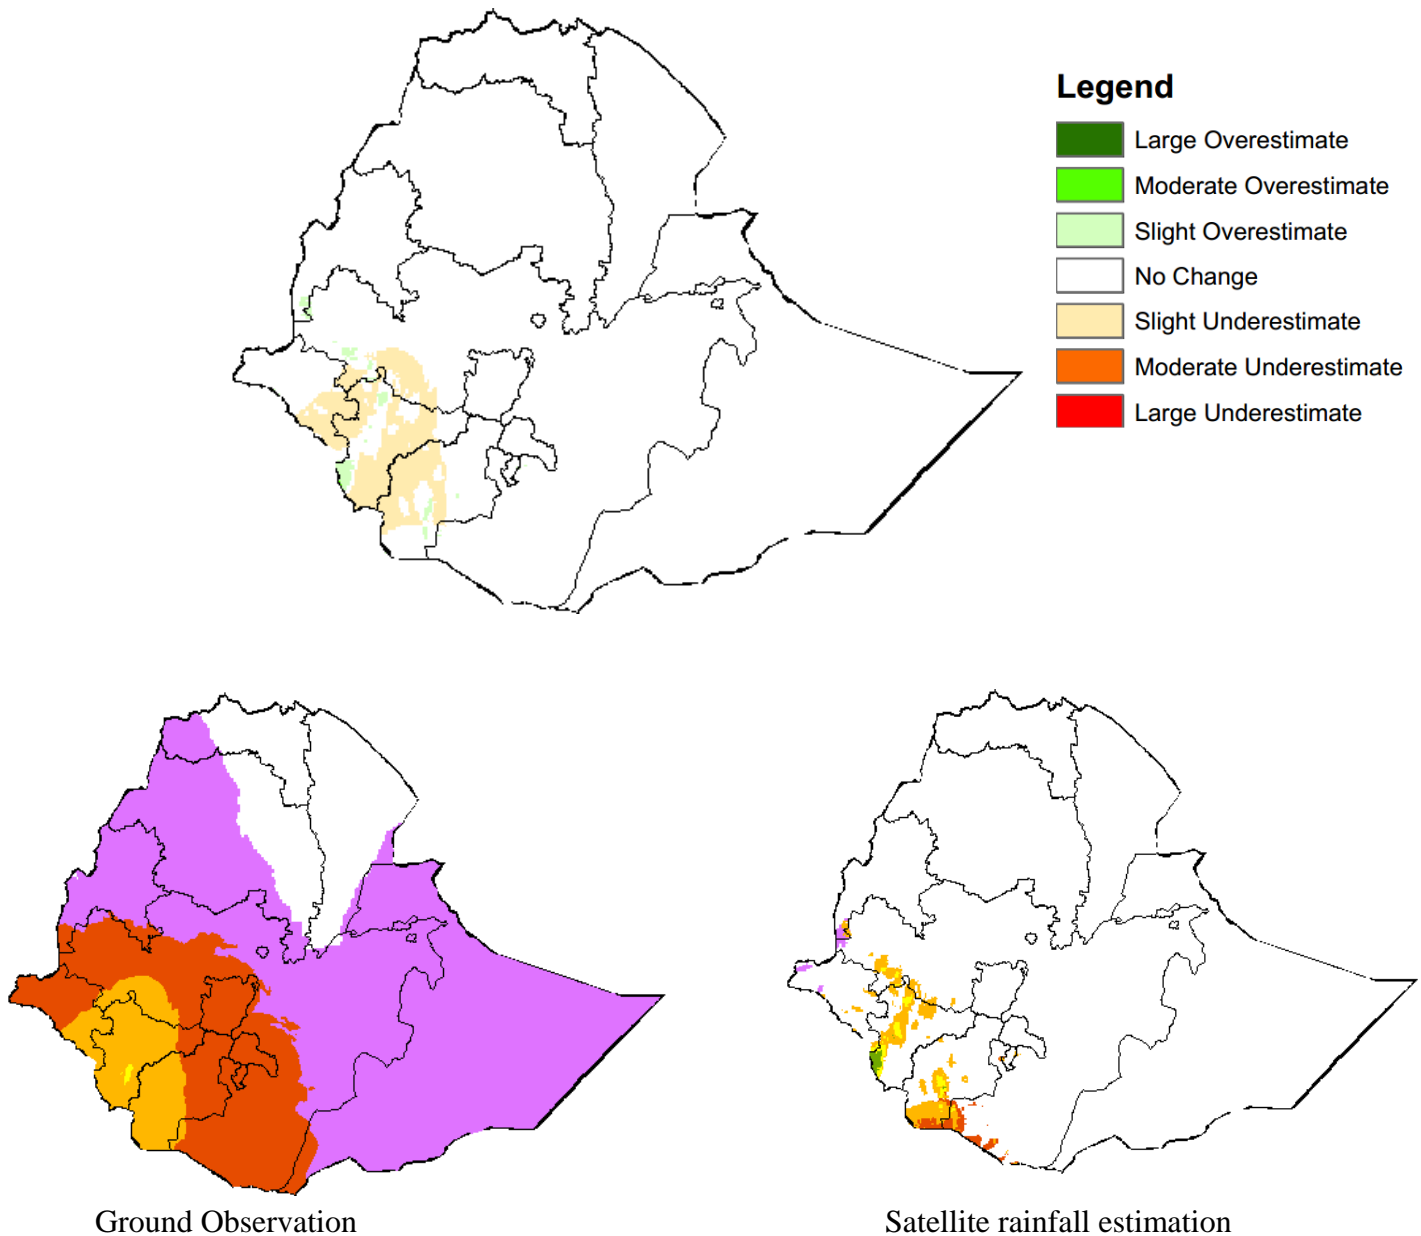 Legend
Large Overestimate
Moderate Overestimate
Slight Overestimate
No Change
Slight Underestimate
Moderate Underestimate
Large Underestimate
Ground Observation
Satellite rainfall estimation